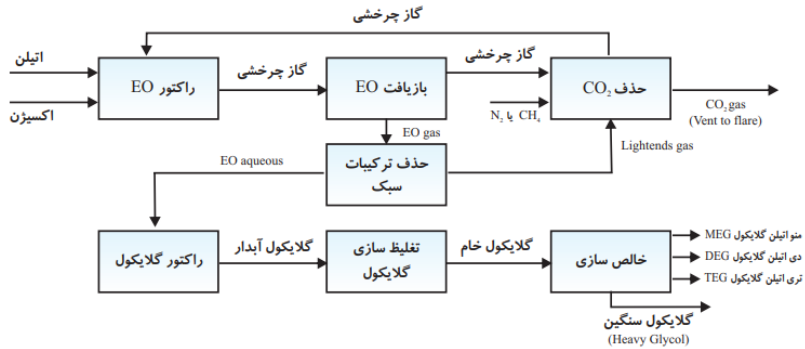 گاز چرخشی
اتیلن
اکسیژن
راکتور EO
گاز چرخشی
بازیافت EO
گاز چرخشی
N₂ یا CH₄
حذف CO₂
CO₂ gas
(Vent to flare)
EO gas
Lightends gas
حذف ترکیبات
سبک
EO aqueous
راکتور گلایکول
گلایکول آبدار
تغلیظ سازی
گلایکول
گلایکول خام
خالص سازی
منو اتیلن گلایکول MEG
دی اتیلن گلایکول DEG
تری اتیلن گلایکول TEG
گلایکول سنگین
(Heavy Glycol)